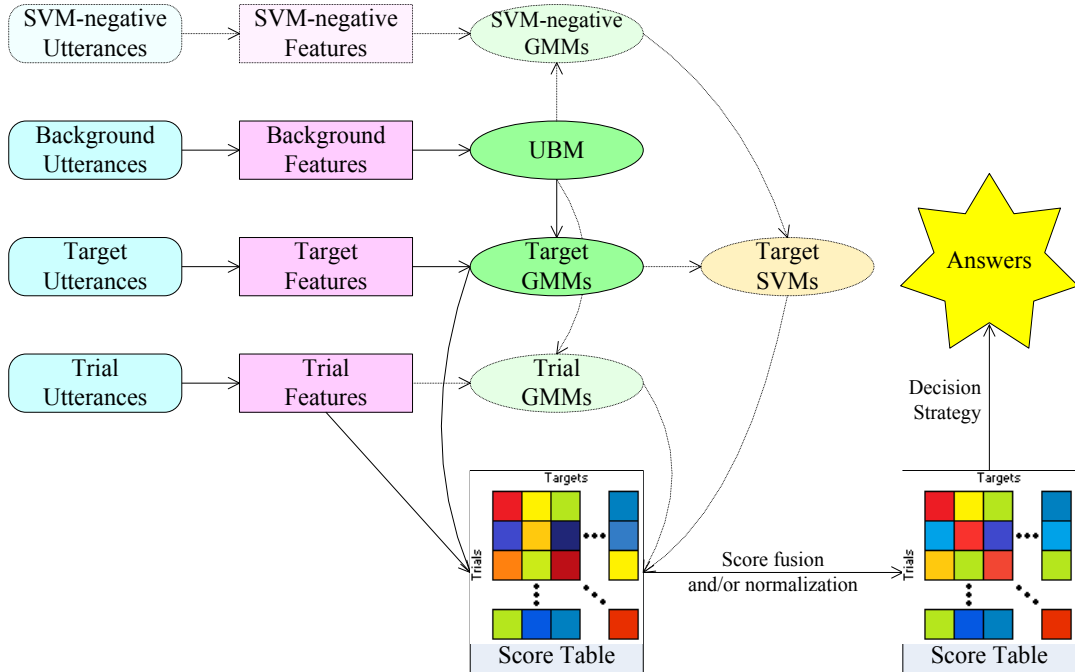 SVM-negative
Utterances
SVM-negative
Features
SVM-negative
GMMs
Background
Utterances
Background
Features
UBM
Target
Utterances
Target
Features
Target
GMMs
Target
SVMs
Answers
Trial
Utterances
Trial
Features
Trial
GMMs
Decision
Strategy
Targets
Trials
Score Table
Score fusion
and/or normalization
Targets
Trials
Score Table